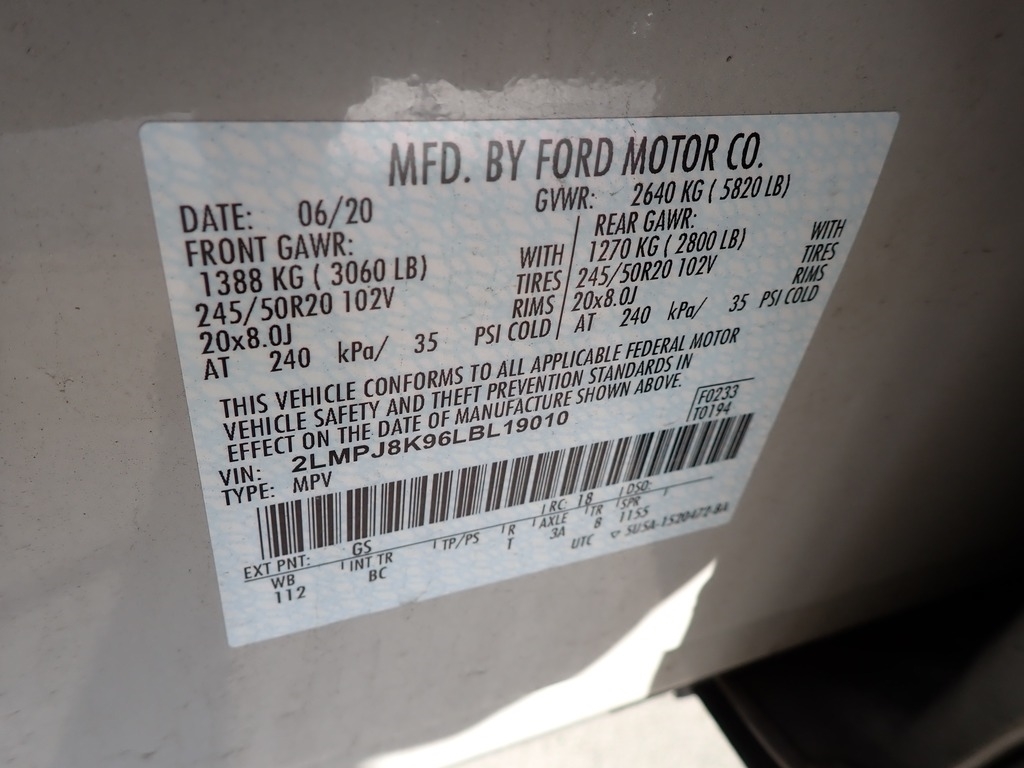 MFD. BY FORD MOTOR CO.
DATE: 06/20 GVWR: 2640 KG ( 5820 LB)
FRONT GAWR: REAR GAWR:
1388 KG ( 3060 LB) WITH 1270 KG ( 2800 LB) WITH
245/50R20 102V TIRES 245/50R20 102V TIRES
20x8.0J RIMS 20x8.0J RIMS
AT 240 kPa/ 35 PSI COLD AT 240 kPa/ 35 PSI COLD
THIS VEHICLE CONFORMS TO ALL APPLICABLE FEDERAL MOTOR
VEHICLE SAFETY AND THEFT PREVENTION STANDARDS IN
EFFECT ON THE DATE OF MANUFACTURE SHOWN ABOVE.
F0233
T0194
VIN: 2LMPJ8K96LBL19010
TYPE: MPV
EXT PNT: GS RC: 18 DSO:
WB INT TR TP/PS R AXLE TR SPR
112 BC T 3A B 1155
UTC ▽ SU5A-1520472-BA